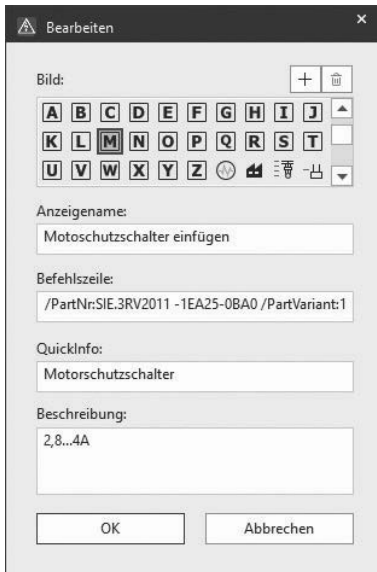 Bearbeiten
Bild:
A B C D E F G H I J
K L M N O P Q R S T
U V W X Y Z
Anzeigename:
Motoschutzschalter einfügen
Befehlszeile:
/PartNr:SIE.3RV2011 -1EA25-0BA0 /PartVariant:1
QuickInfo:
Motorschutzschalter
Beschreibung:
2,8...4A
OK Abbrechen